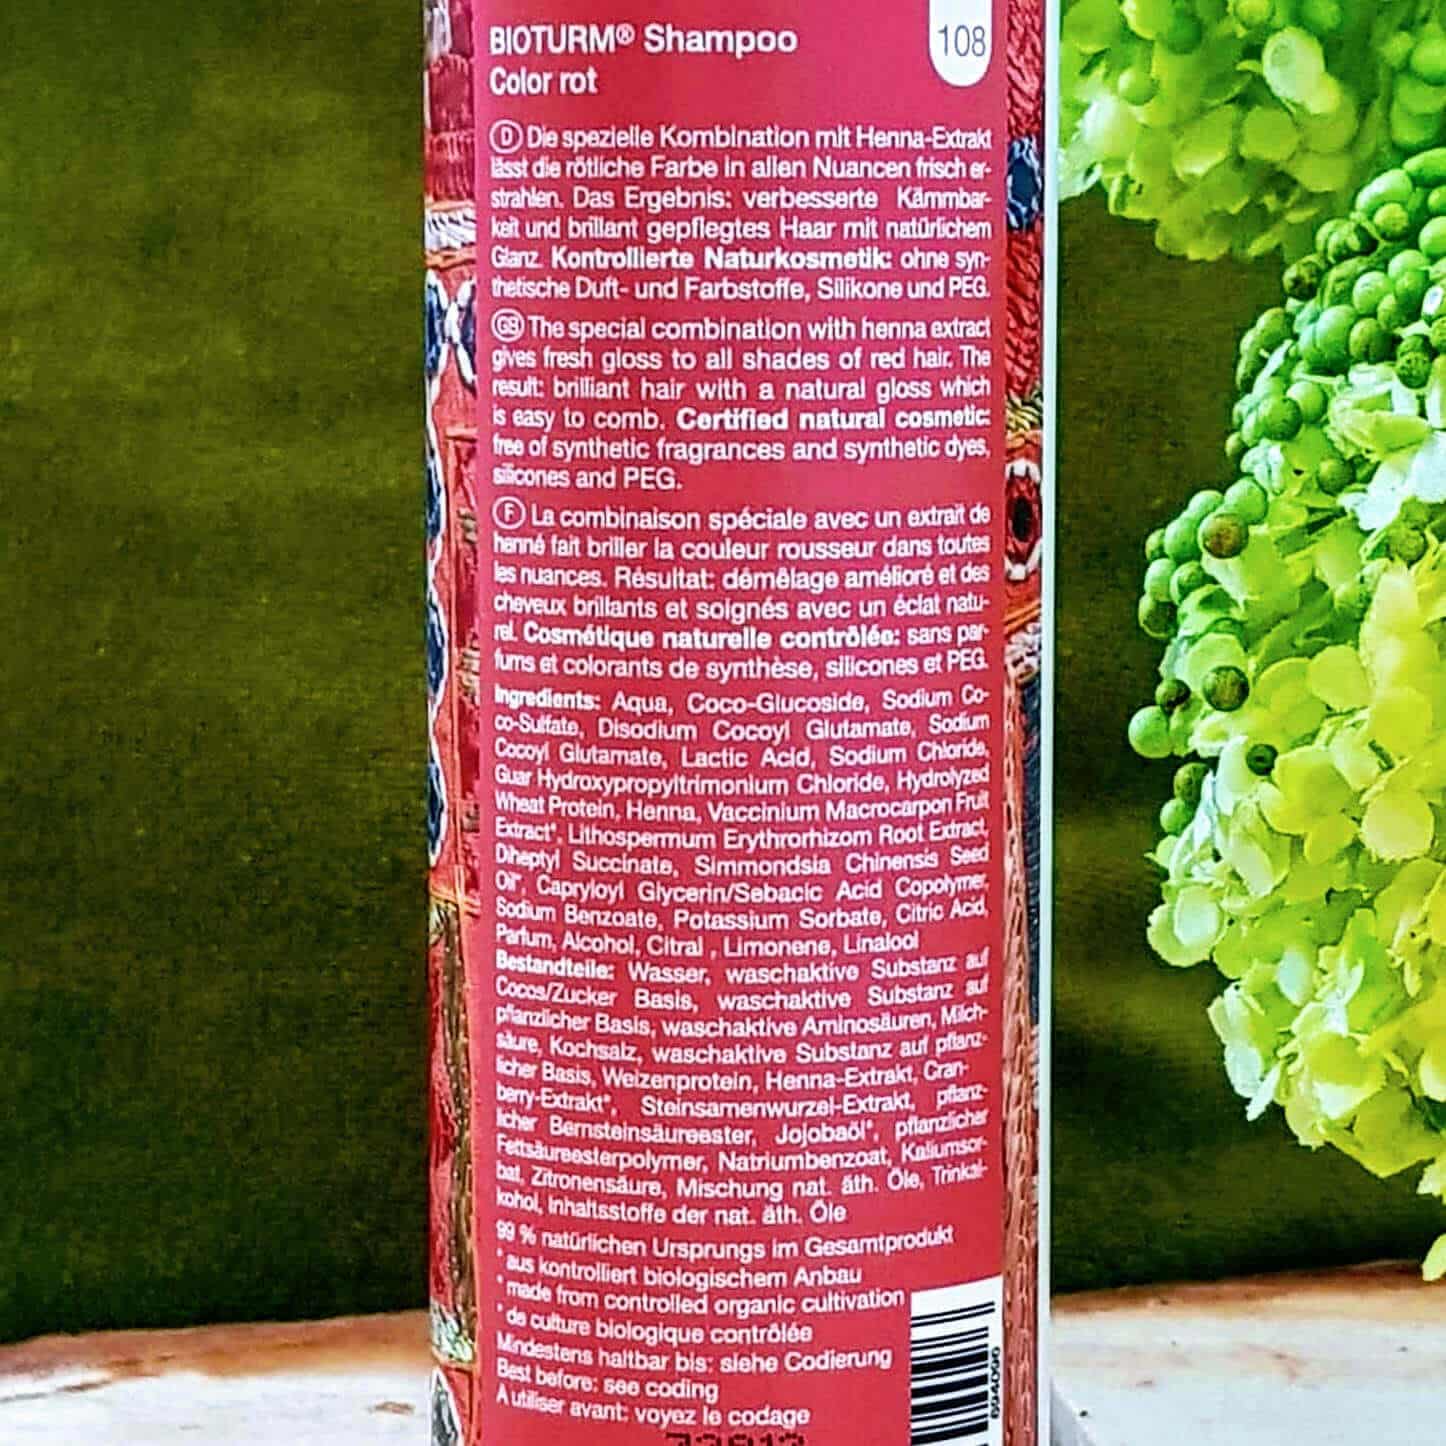 BIOTURM® Shampoo
108
Color rot
D Die spezielle Kombination mit Henna-Extrakt
lässt die rötliche Farbe in allen Nuancen frisch er-
strahlen. Das Ergebnis: verbesserte Kämmbar-
keit und brillant gepflegtes Haar mit natürlichem
Glanz. Kontrollierte Naturkosmetik: ohne syn-
thetische Duft- und Farbstoffe, Silikone und PEG.
GB The special combination with henna extract
gives fresh gloss to all shades of red hair. The
result: brilliant hair with a natural gloss which
is easy to comb. Certified natural cosmetic:
free of synthetic fragrances and synthetic dyes,
silicones and PEG.
F La combinaison spéciale avec un extrait de
henné fait briller la couleur rousseur dans toutes
les nuances. Résultat: démêlage amélioré et des
cheveux brillants et soignés avec un éclat natu-
rel. Cosmétique naturelle contrôlée: sans par-
fums et colorants de synthèse, silicones et PEG.
Ingredients: Aqua, Coco-Glucoside, Sodium Co-
co-Sulfate, Disodium Cocoyl Glutamate, Sodium
Cocoyl Glutamate, Lactic Acid, Sodium Chloride,
Guar Hydroxypropyltrimonium Chloride, Hydrolyzed
Wheat Protein, Henna, Vaccinium Macrocarpon Fruit
Extract*, Lithospermum Erythrorhizom Root Extract,
Diheptyl Succinate, Simmondsia Chinensis Seed
Oil*, Capryloyl Glycerin/Sebacic Acid Copolymer,
Sodium Benzoate, Potassium Sorbate, Citric Acid,
Parfum, Alcohol, Citral , Limonene, Linalool
Bestandteile: Wasser, waschaktive Substanz auf
Cocos/Zucker Basis, waschaktive Substanz auf
pflanzlicher Basis, waschaktive Aminosäuren, Milch-
säure, Kochsalz, waschaktive Substanz auf pflanz-
licher Basis, Weizenprotein, Henna-Extrakt, Cran-
berry-Extrakt*, Steinsamenwurzel-Extrakt, pflanz-
licher Bernsteinsäureester, Jojobaöl*, pflanzlicher
Fettsäureesterpolymer, Natriumbenzoat, Kaliumsor-
bat, Zitronensäure, Mischung nat. äth. Öle, Trinkal-
kohol, Inhaltsstoffe der nat. äth. Öle
99 % natürlichen Ursprungs im Gesamtprodukt
* aus kontrolliert biologischem Anbau
* made from controlled organic cultivation
* de culture biologique contrôlée
Mindestens haltbar bis: siehe Codierung
Best before: see coding
A utiliser avant: voyez le codage